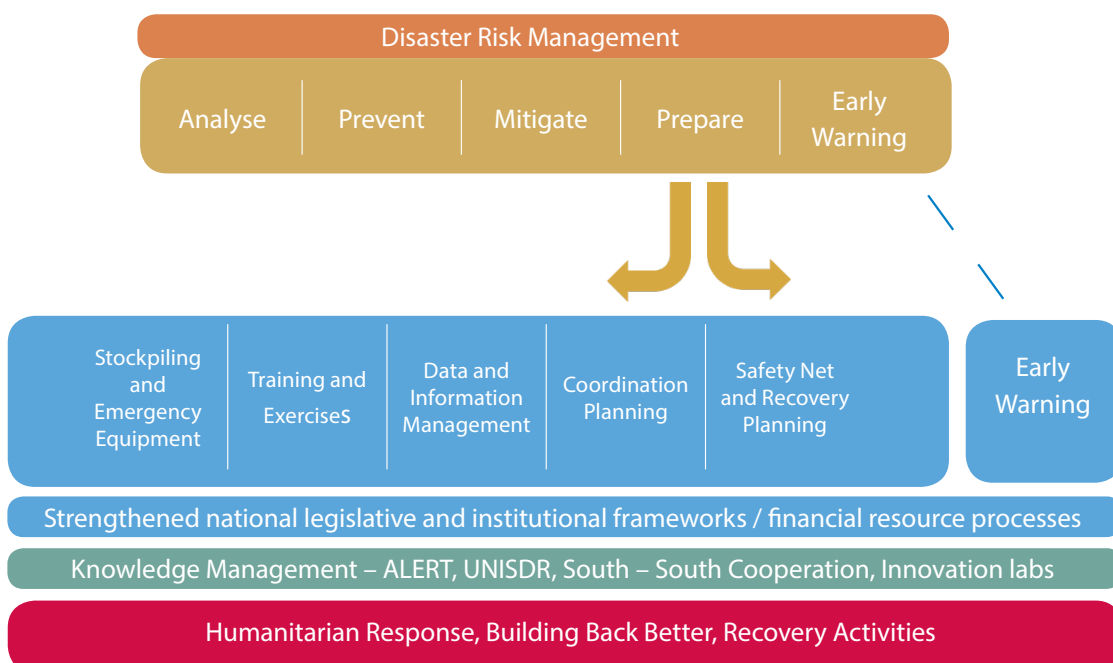 Disaster Risk Management
Analyse
Prevent
Mitigate
Prepare
Early
Warning
Stockpiling
and
Emergency
Equipment
Training and
Exercises
Data and
Information
Management
Coordination
Planning
Safety Net
and Recovery
Planning
Early
Warning
Strengthened national legislative and institutional frameworks / financial resource processes
Knowledge Management – ALERT, UNISDR, South – South Cooperation, Innovation labs
Humanitarian Response, Building Back Better, Recovery Activities